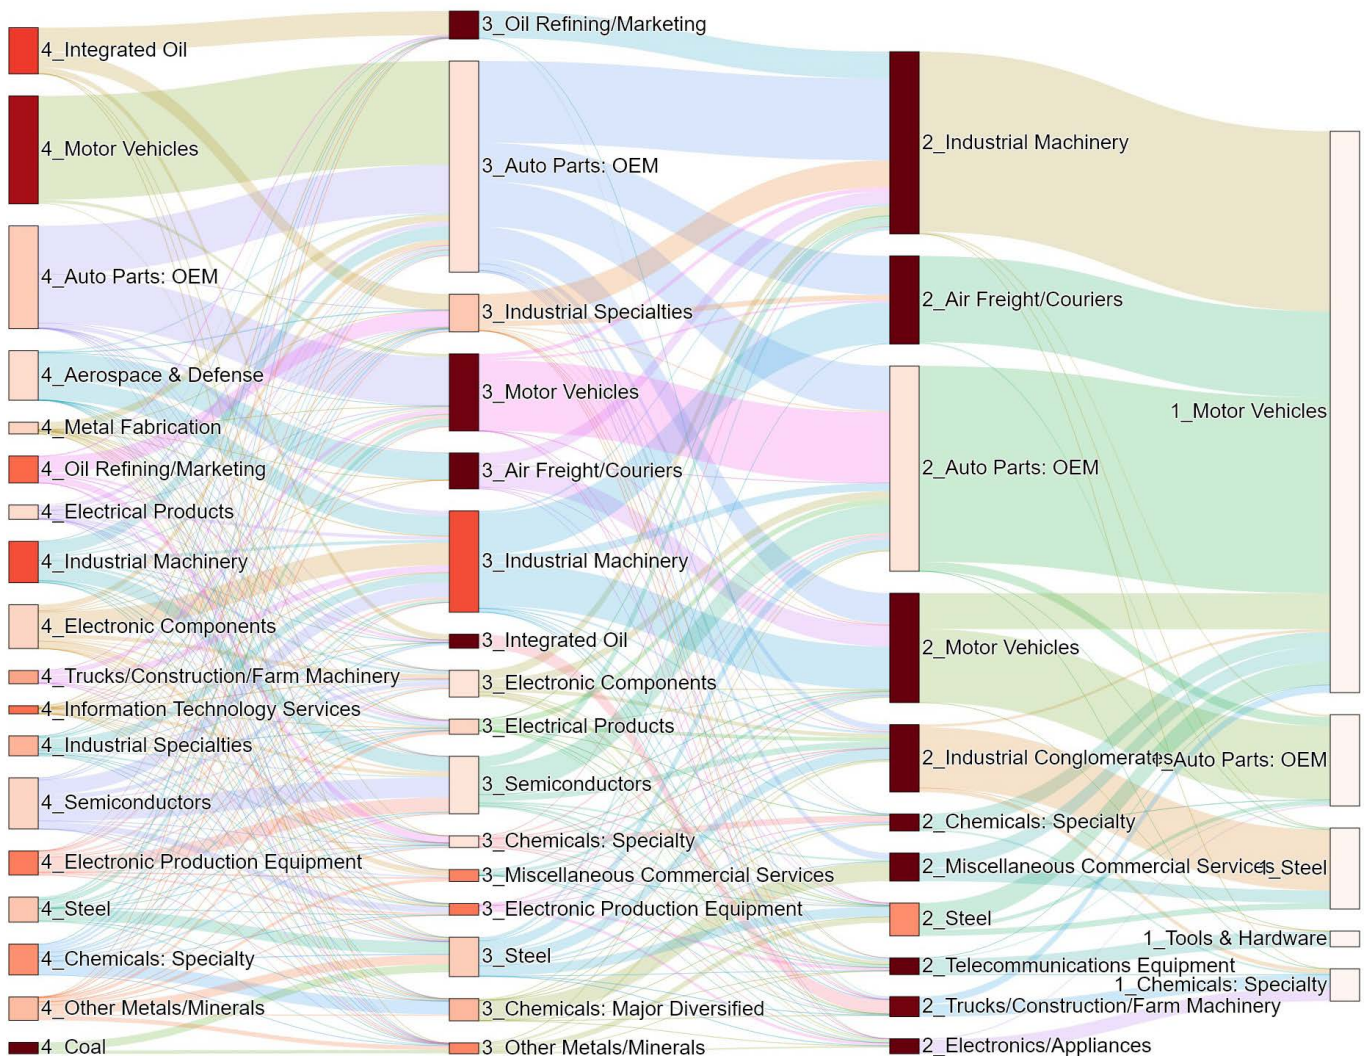 4_Integrated Oil
4_Motor Vehicles
4_Auto Parts: OEM
4_Aerospace & Defense
4_Metal Fabrication
4_Oil Refining/Marketing
4_Electrical Products
4_Industrial Machinery
4_Electronic Components
4_Trucks/Construction/Farm Machinery
4_Information Technology Services
4_Industrial Specialties
4_Semiconductors
4_Electronic Production Equipment
4_Steel
4_Chemicals: Specialty
4_Other Metals/Minerals
4_Coal
3_Oil Refining/Marketing
3_Auto Parts: OEM
3_Industrial Specialties
3_Motor Vehicles
3_Air Freight/Couriers
3_Industrial Machinery
3_Integrated Oil
3_Electronic Components
3_Electrical Products
3_Semiconductors
3_Chemicals: Specialty
3_Miscellaneous Commercial Services
3_Electronic Production Equipment
3_Steel
3_Chemicals: Major Diversified
3_Other Metals/Minerals
2_Industrial Machinery
2_Air Freight/Couriers
2_Auto Parts: OEM
2_Motor Vehicles
2_Industrial Conglomerates
2_Chemicals: Specialty
2_Miscellaneous Commercial Services
2_Steel
2_Telecommunications Equipment
2_Trucks/Construction/Farm Machinery
2_Electronics/Appliances
1_Motor Vehicles
1_Auto Parts: OEM
1_Steel
1_Tools & Hardware
1_Chemicals: Specialty